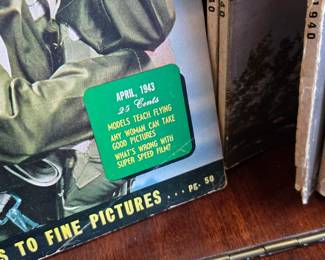 APRIL, 1943
25 Cents
MODELS TEACH FLYING
ANY WOMAN CAN TAKE
GOOD PICTURES
WHAT'S WRONG WITH
SUPER SPEED FILM?
S TO FINE PICTURES . . . PG. 50
1940
1940